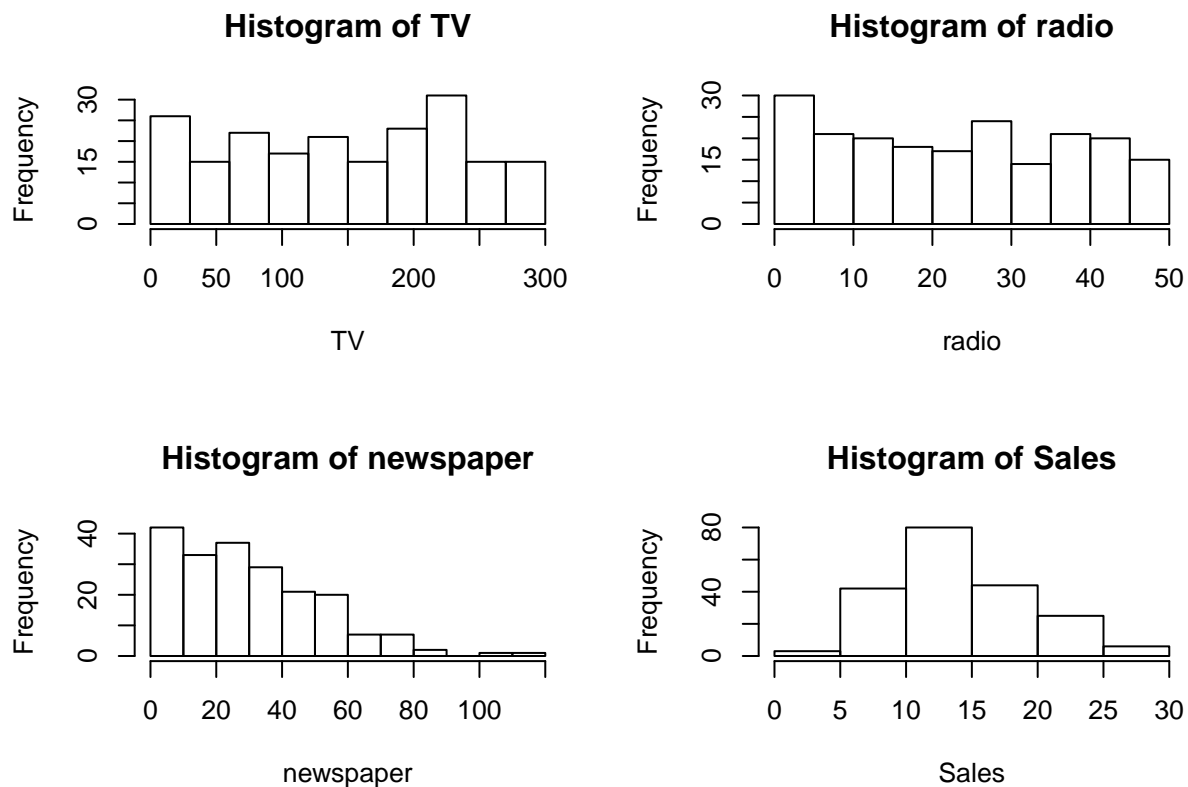 Histogram of TV
Frequency
0 15 30
0 50 100 200 300
TV
Histogram of radio
Frequency
0 15 30
0 10 20 30 40 50
radio
Histogram of newspaper
Frequency
0 20 40
0 20 40 60 80 100
newspaper
Histogram of Sales
Frequency
0 40 80
0 5 10 15 20 25 30
Sales